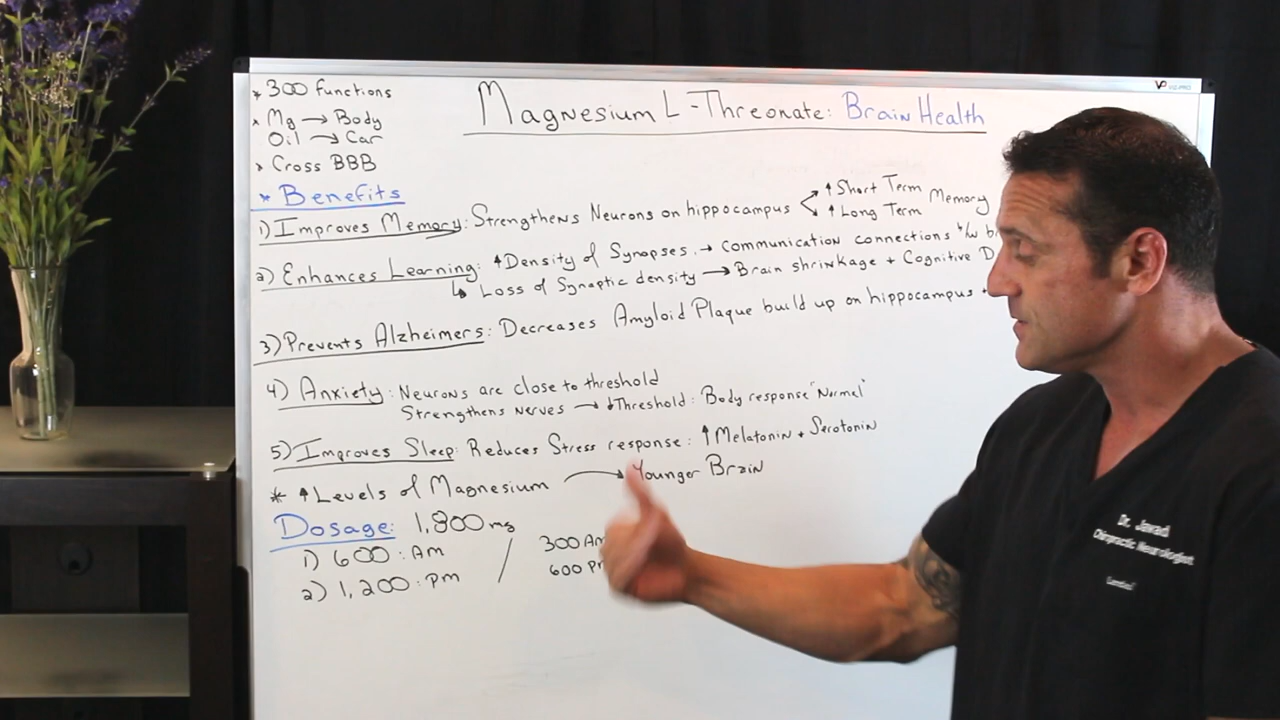 * 300 functions
* Mg → Body
Oil → Car
* Cross BBB
Magnesium L-Threonate: Brain Health
* Benefits
1) Improves Memory: Strengthens Neurons on hippocampus ↑ Short Term
↑ Long Term Memory
2) Enhances Learning: ↑ Density of Synapses. → Communication connections b/w
↳ Loss of Synaptic density → Brain shrinkage + Cognitive
3) Prevents Alzheimers: Decreases Amyloid Plaque build up on hippocampus
4) Anxiety: Neurons are close to threshold
Strengthens nerves → ↓Threshold: Body response "Normal"
5) Improves Sleep: Reduces Stress response: ↑ Melatonin + Serotonin
* ↑ Levels of Magnesium → Younger Brain
Dosage: 1,800 mg
1) 600: Am / 300 Am
2) 1,200: pm 600
Dr. Jawad
Chiropractic Neurologist